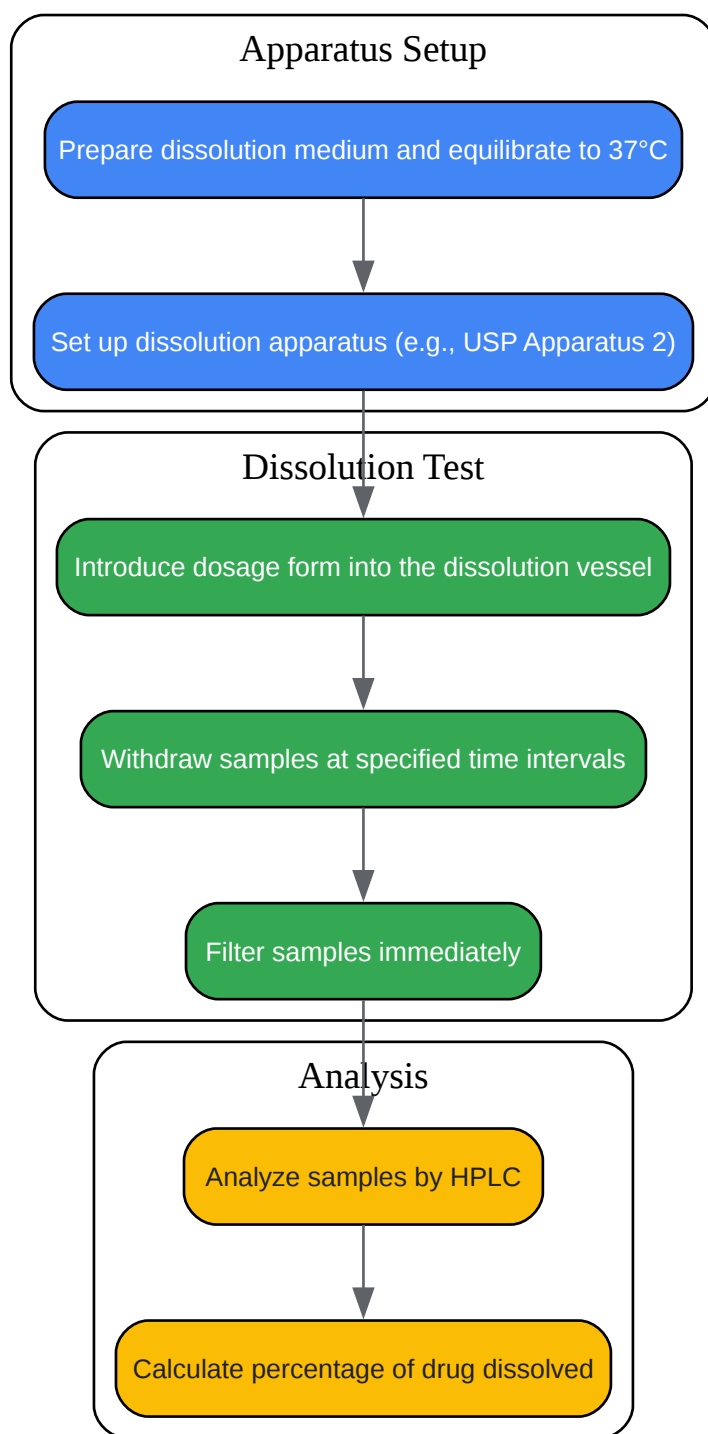 Apparatus Setup
Prepare dissolution medium and equilibrate to 37°C
Set up dissolution apparatus (e.g., USP Apparatus 2)
Dissolution Test
Introduce dosage form into the dissolution vessel
Withdraw samples at specified time intervals
Filter samples immediately
Analysis
Analyze samples by HPLC
Calculate percentage of drug dissolved